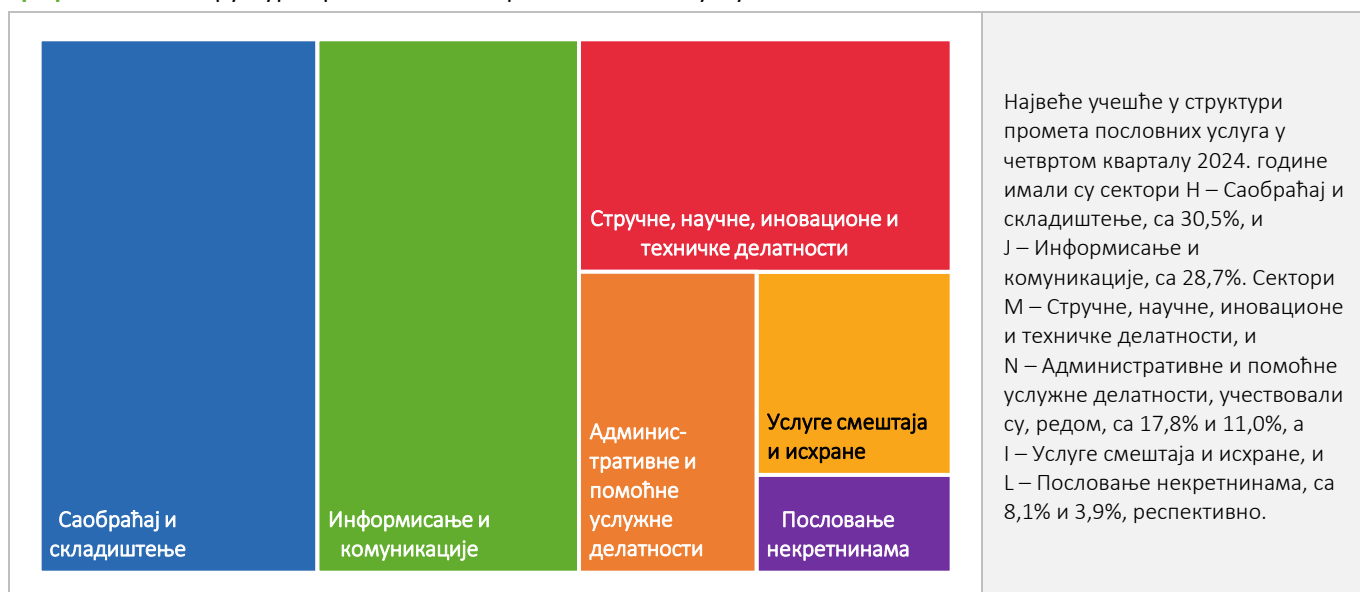 Саобраћај и
складиштење
Информисање и
комуникације
Стручне, научне, иновационе и
техничке делатности
Админис-
тративне и
помоћне
услужне
делатности
Услуге смештаја
и исхране
Пословање
некретнинама
Највеће учешће у структури
промета пословних услуга у
четвртом кварталу 2024. године
имали су сектори H – Саобраћај и
складиштење, са 30,5%, и
J – Информисање и
комуникације, са 28,7%. Сектори
M – Стручне, научне, иновационе
и техничке делатности, и
N – Административне и помоћне
услужне делатности, учествовали
су, редом, са 17,8% и 11,0%, а
I – Услуге смештаја и исхране, и
L – Пословање некретнинама, са
8,1% и 3,9%, респективно.